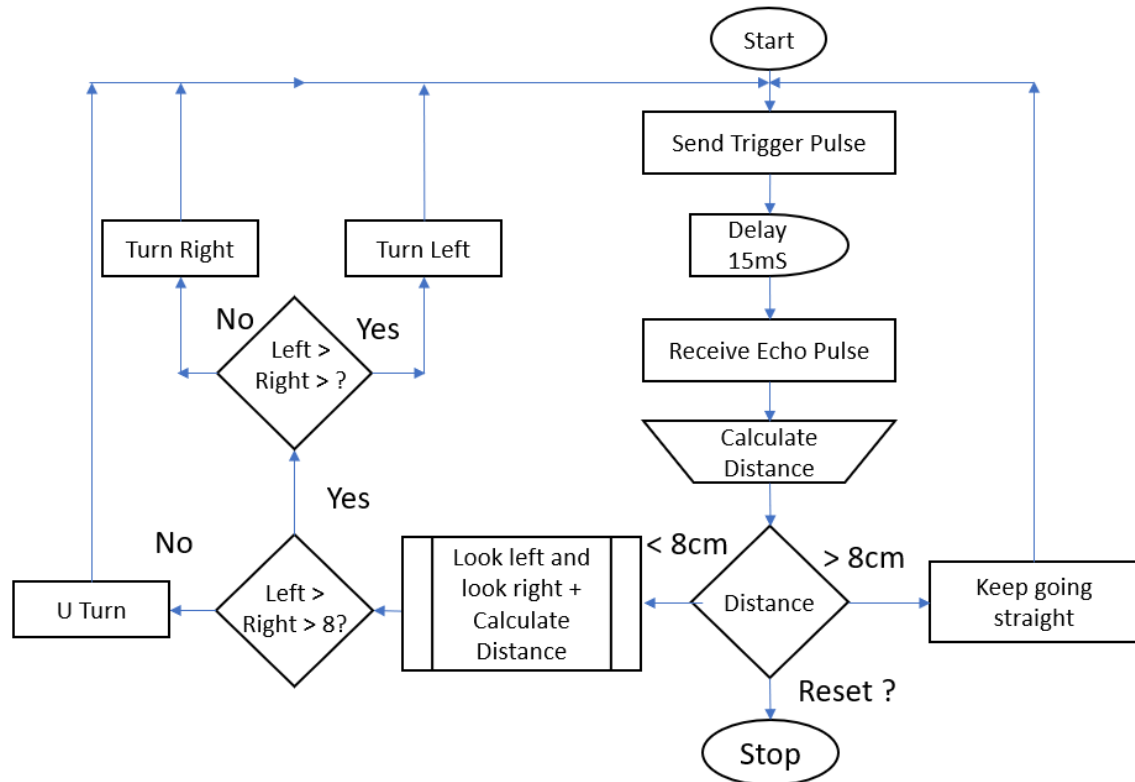 Start
Send Trigger Pulse
Delay
15mS
Turn Right
Turn Left
No
Yes
Left >
Right > ?
Receive Echo Pulse
Calculate
Distance
Yes
No
< 8cm
> 8cm
U Turn
Left >
Right > 8?
Look left and
look right +
Calculate
Distance
Distance
Keep going
straight
Reset ?
Stop